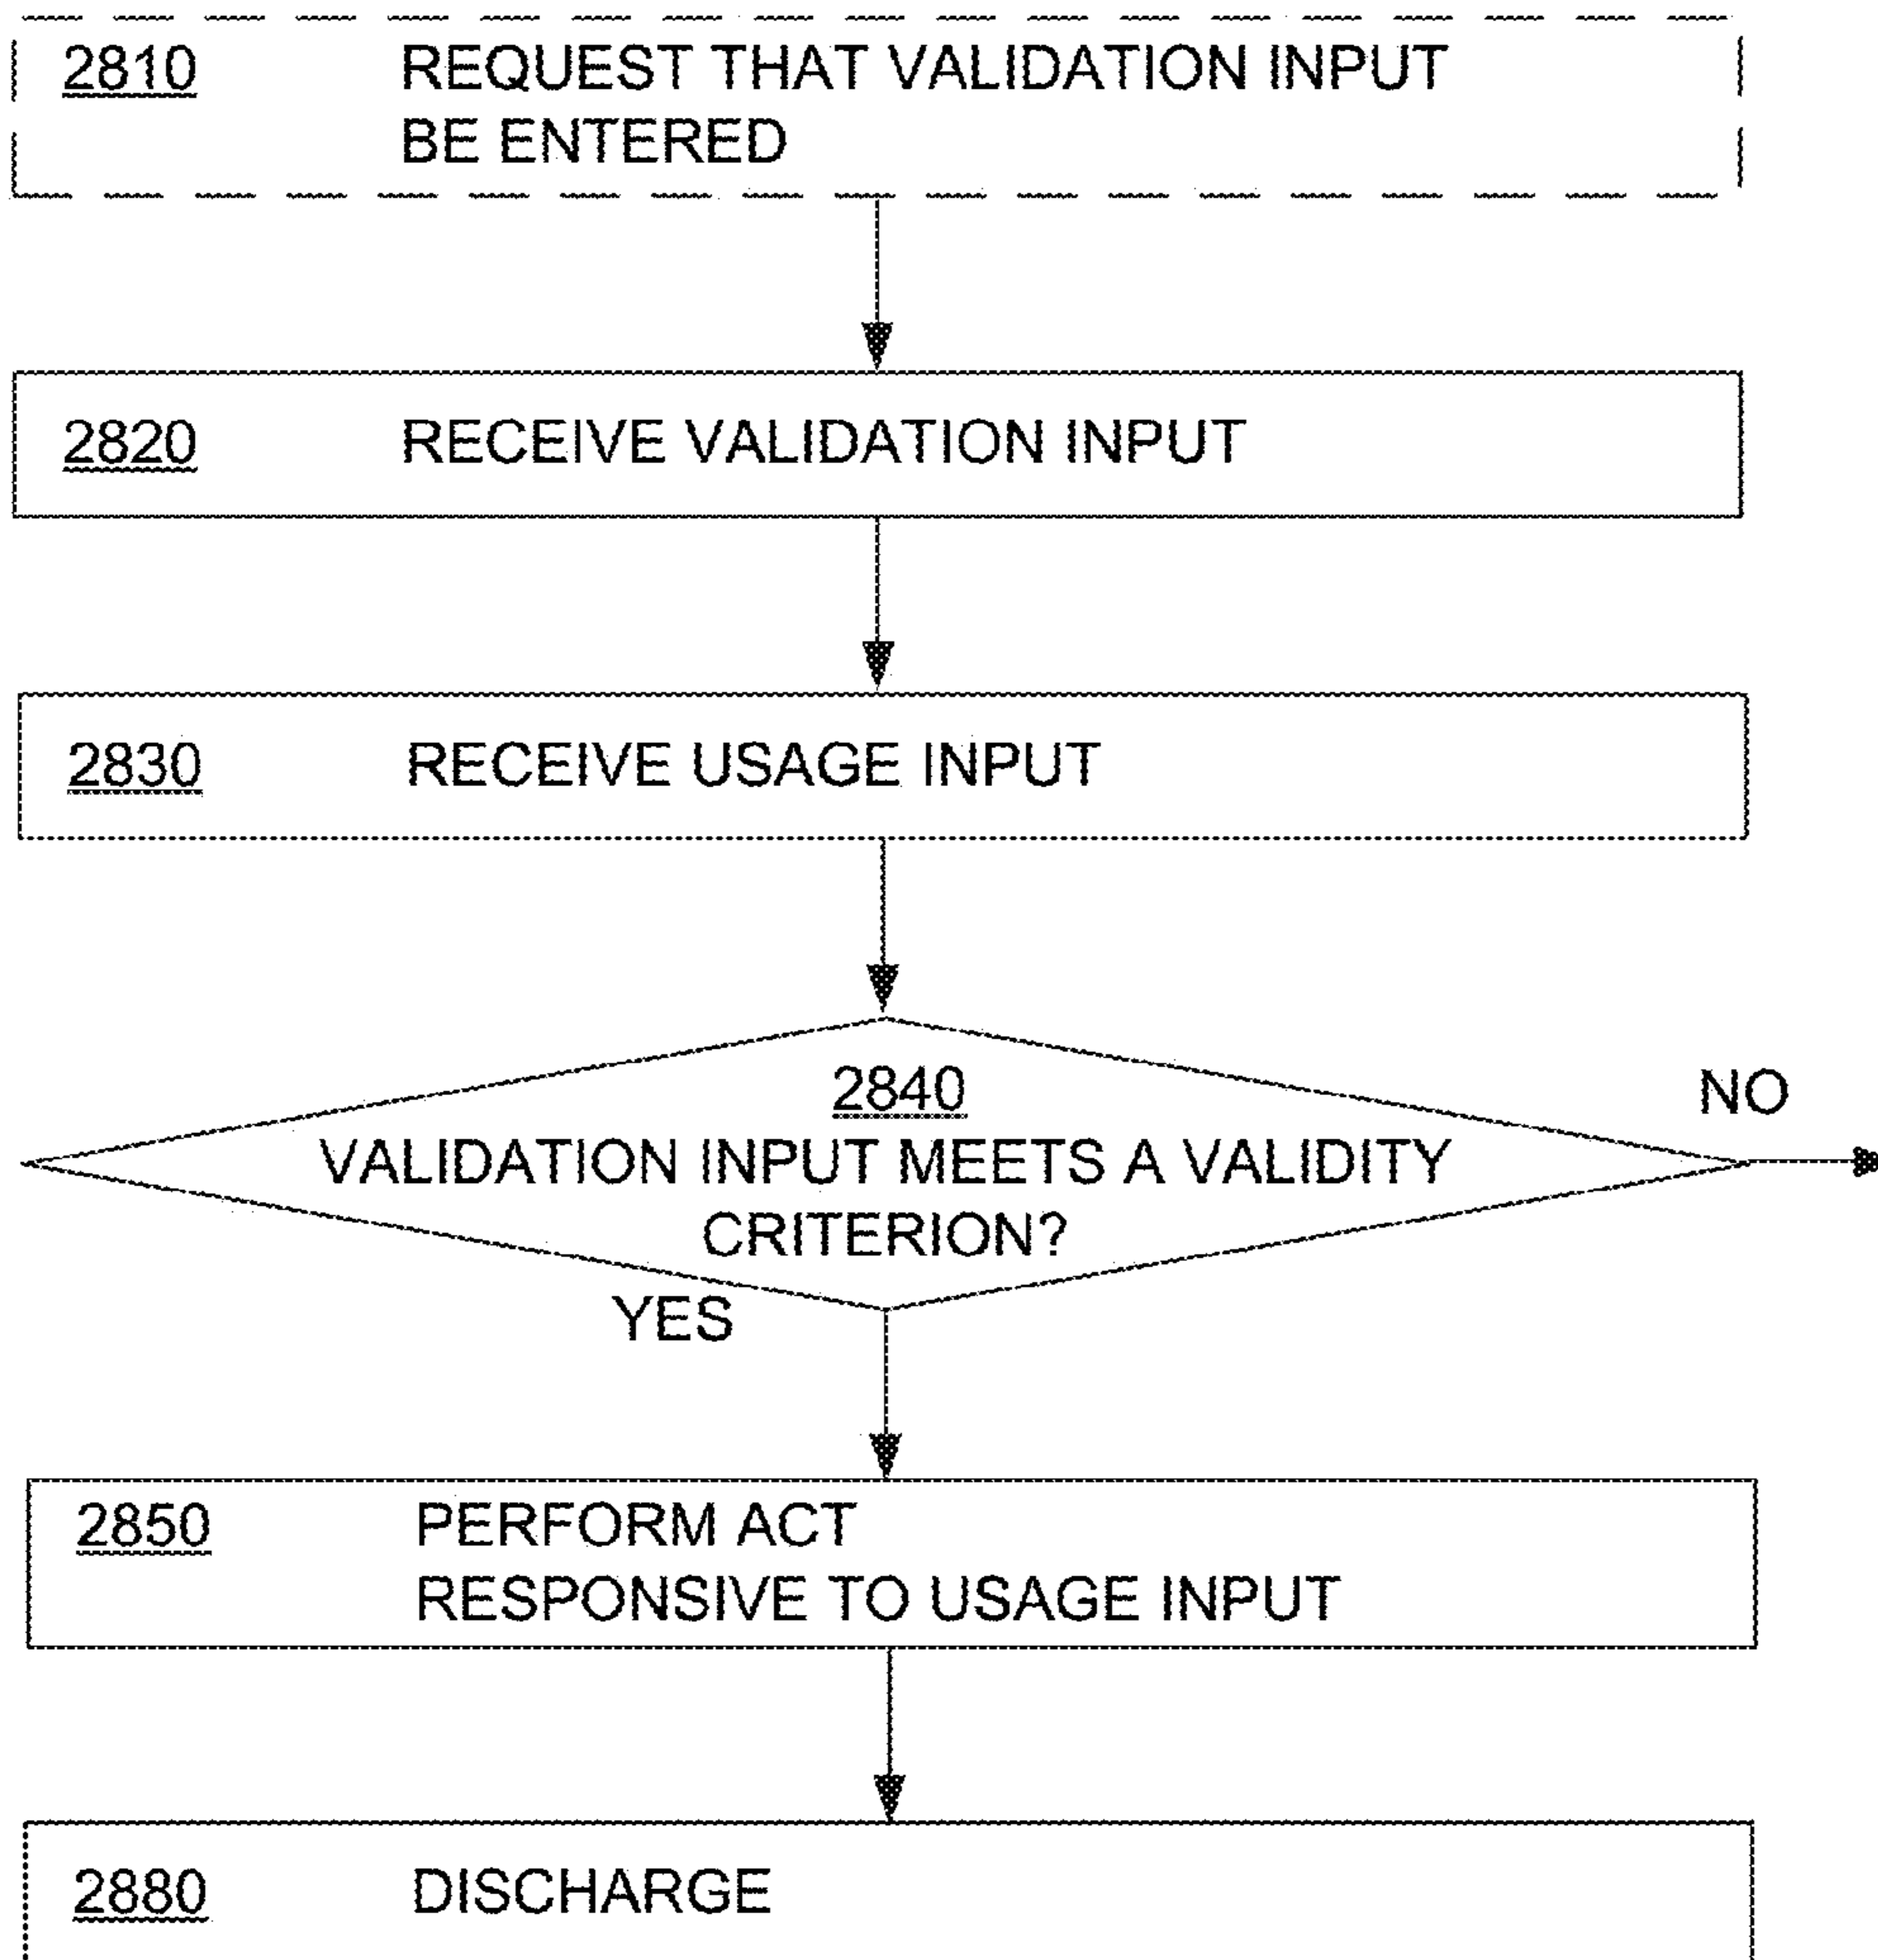 2810 REQUEST THAT VALIDATION INPUT
BE ENTERED
2820 RECEIVE VALIDATION INPUT
2830 RECEIVE USAGE INPUT
2840
NO
VALIDATION INPUT MEETS A VALIDITY
CRITERION?
YES
2850 PERFORM ACT
RESPONSIVE TO USAGE INPUT
2880 DISCHARGE